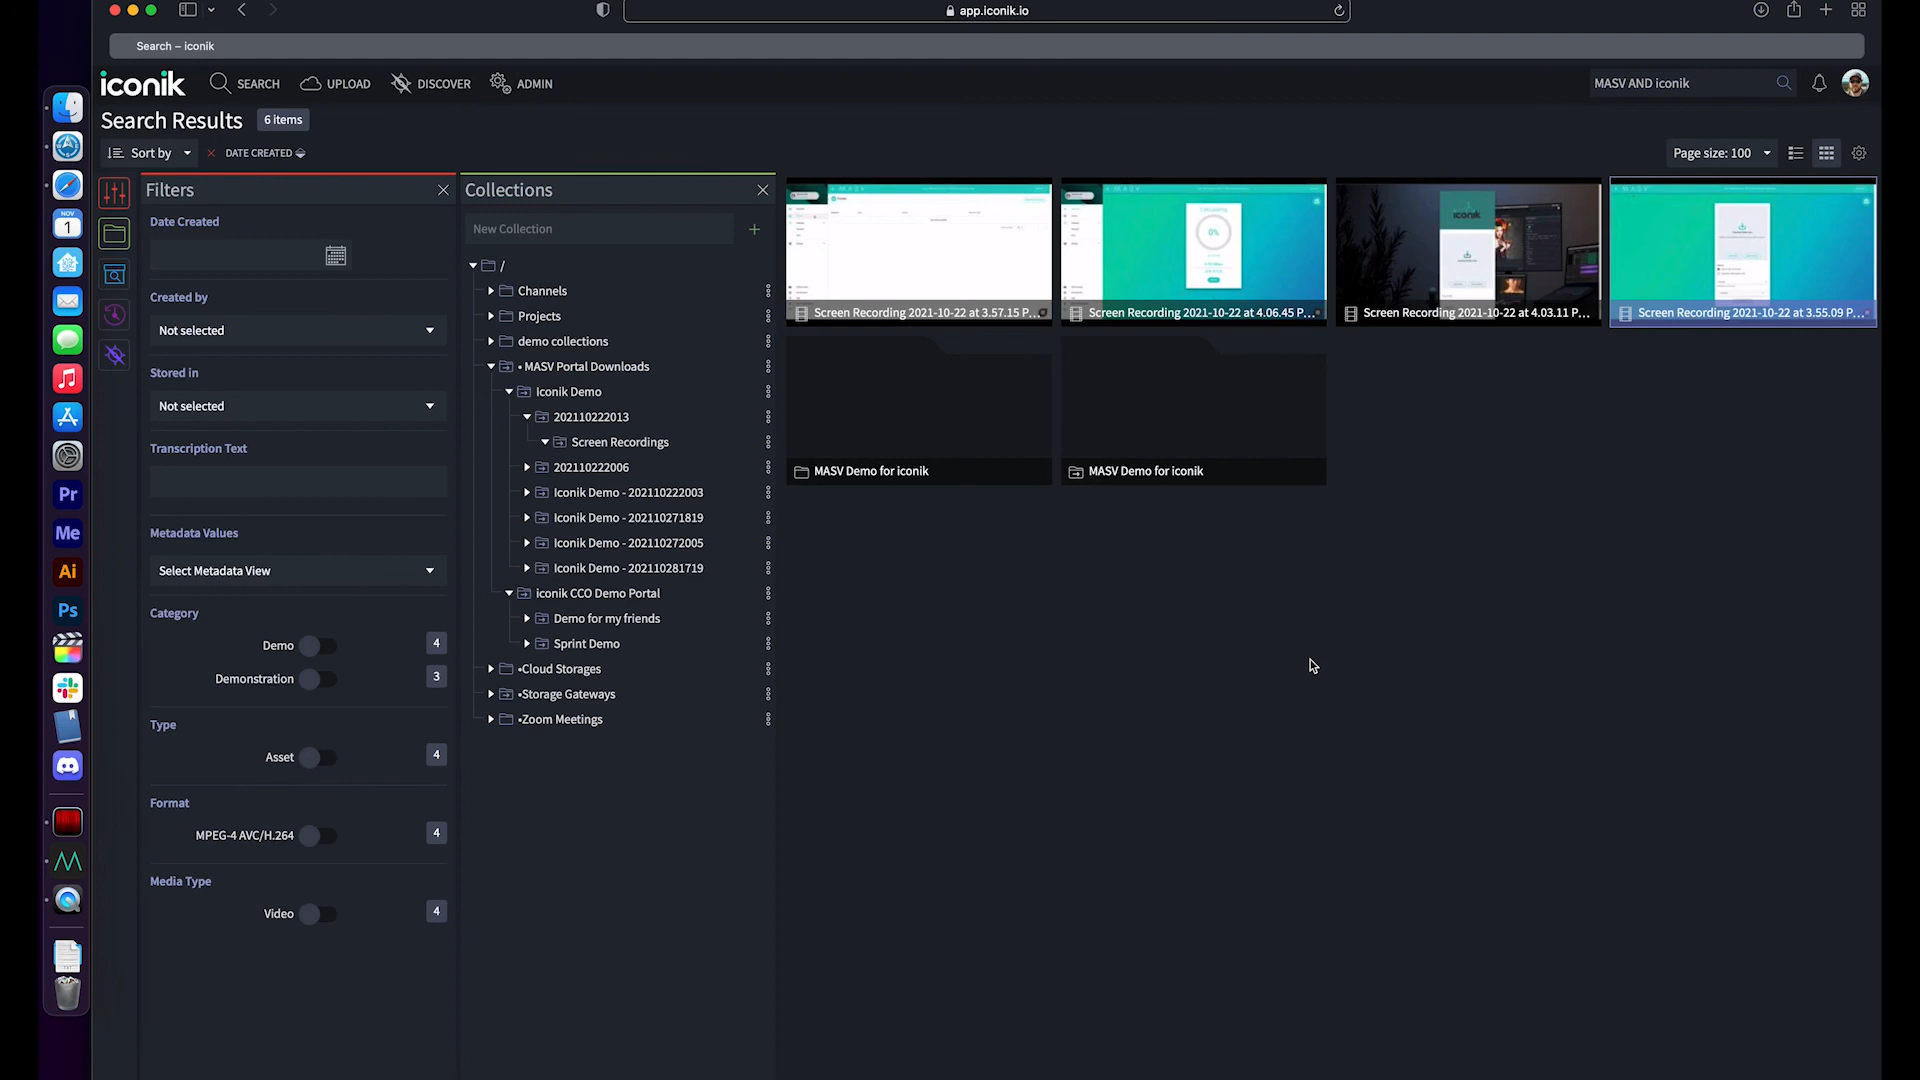 app.iconik.io
Search – iconik
iconik
SEARCH
UPLOAD
DISCOVER
ADMIN
MASV AND iconik
Search Results
6 items
Sort by
DATE CREATED
Page size: 100
Filters
Date Created
Created by
Not selected
Stored in
Not selected
Transcription Text
Metadata Values
Select Metadata View
Category
Demo
4
Demonstration
3
Type
Asset
4
Format
MPEG-4 AVC/H.264
4
Media Type
Video
4
Collections
New Collection
/
Channels
Projects
demo collections
• MASV Portal Downloads
Iconik Demo
202110222013
Screen Recordings
202110222006
Iconik Demo - 202110222003
Iconik Demo - 202110271819
Iconik Demo - 202110272005
Iconik Demo - 202110281719
iconik CCO Demo Portal
Demo for my friends
Sprint Demo
•Cloud Storages
•Storage Gateways
•Zoom Meetings
Screen Recording 2021-10-22 at 3.57.15 P...
0%
Screen Recording 2021-10-22 at 4.06.45 P...
iconik
Screen Recording 2021-10-22 at 4.03.11 P...
Screen Recording 2021-10-22 at 3.55.09 P...
MASV Demo for iconik
MASV Demo for iconik
NOV
1
Pr
Me
Ai
Ps